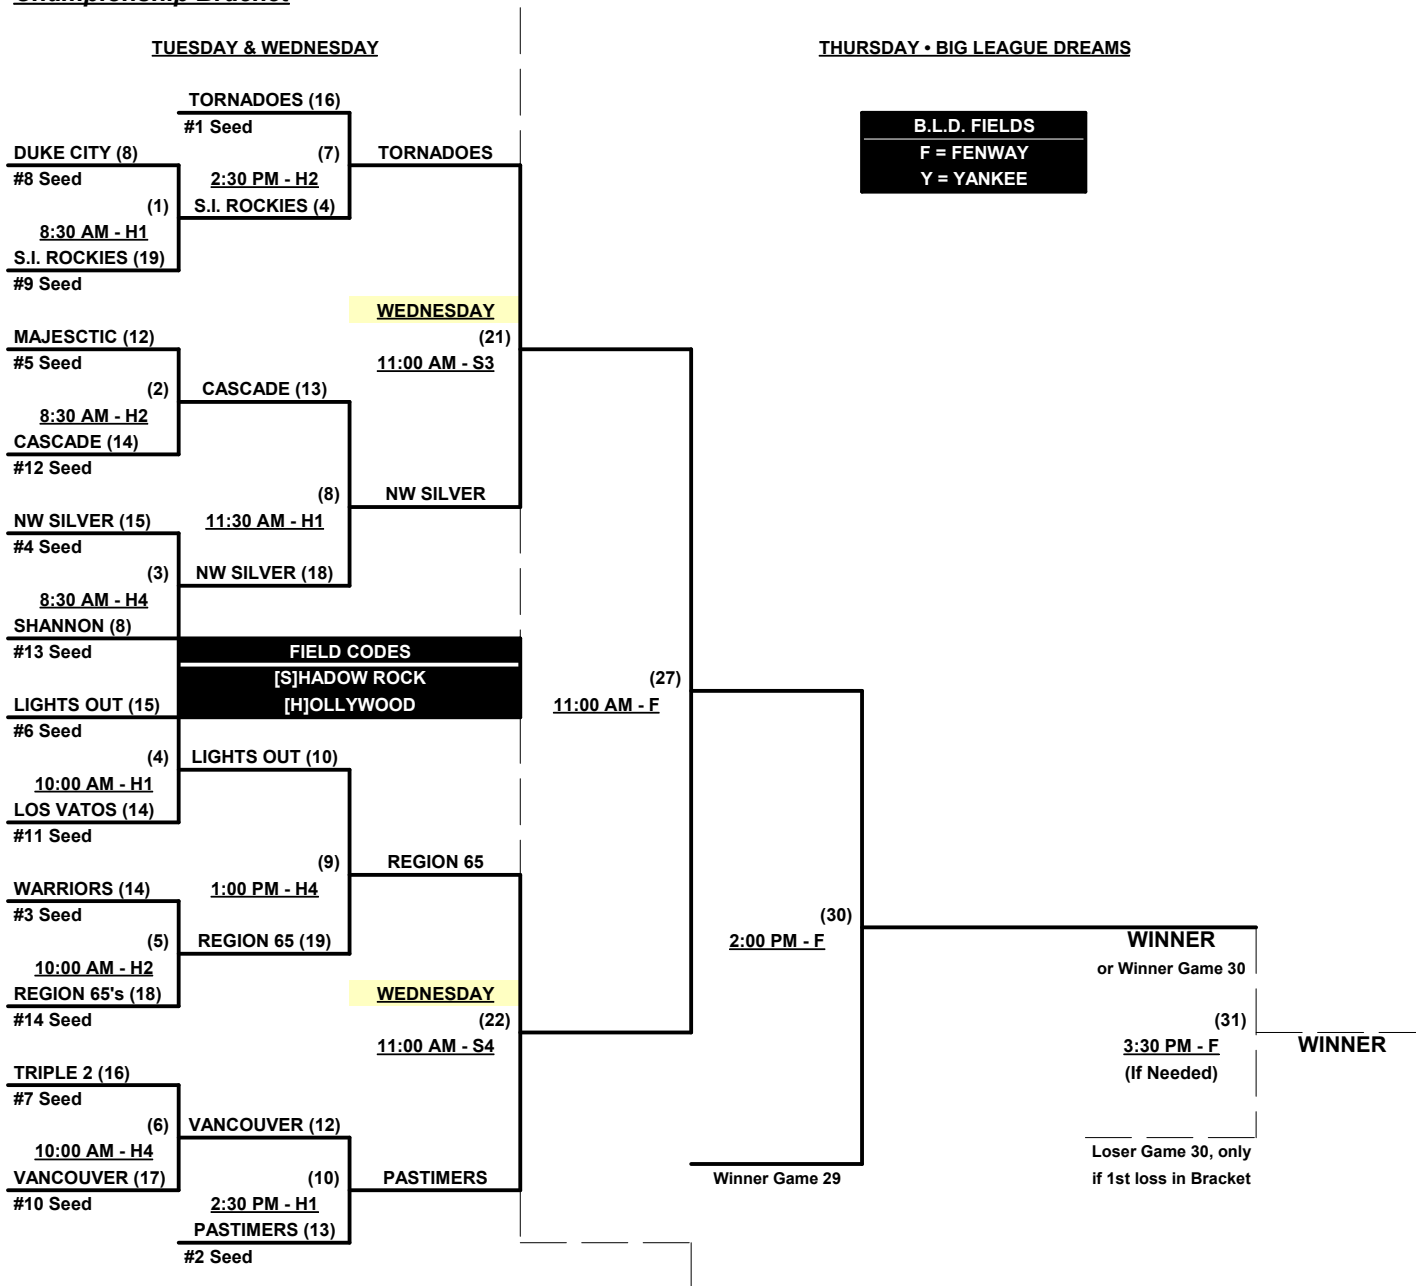 Championship Bracket
TUESDAY & WEDNESDAY
THURSDAY • BIG LEAGUE DREAMS
TORNADOES (16)
#1 Seed
B.L.D. FIELDS
F = FENWAY
Y = YANKEE
DUKE CITY (8)
#8 Seed
(7)
2:30 PM - H2
TORNADOES
(1)
8:30 AM - H1
S.I. ROCKIES (4)
S.I. ROCKIES (19)
#9 Seed
WEDNESDAY
(21)
11:00 AM - S3
MAJESCTIC (12)
#5 Seed
(2)
8:30 AM - H2
CASCADE (13)
CASCADE (14)
#12 Seed
(8)
11:30 AM - H1
NW SILVER
NW SILVER (15)
#4 Seed
(3)
8:30 AM - H4
NW SILVER (18)
SHANNON (8)
#13 Seed
FIELD CODES
[S]HADOW ROCK
[H]OLLYWOOD
(27)
11:00 AM - F
LIGHTS OUT (15)
#6 Seed
(4)
10:00 AM - H1
LIGHTS OUT (10)
LOS VATOS (14)
#11 Seed
(9)
1:00 PM - H4
REGION 65
WARRIORS (14)
#3 Seed
(5)
10:00 AM - H2
REGION 65 (19)
REGION 65's (18)
#14 Seed
WEDNESDAY
(22)
11:00 AM - S4
(30)
2:00 PM - F
WINNER
or Winner Game 30
(31)
3:30 PM - F
(If Needed)
WINNER
TRIPLE 2 (16)
#7 Seed
(6)
10:00 AM - H4
VANCOUVER (12)
VANCOUVER (17)
#10 Seed
(10)
2:30 PM - H1
PASTIMERS
PASTIMERS (13)
#2 Seed
Winner Game 29
Loser Game 30, only
if 1st loss in Bracket